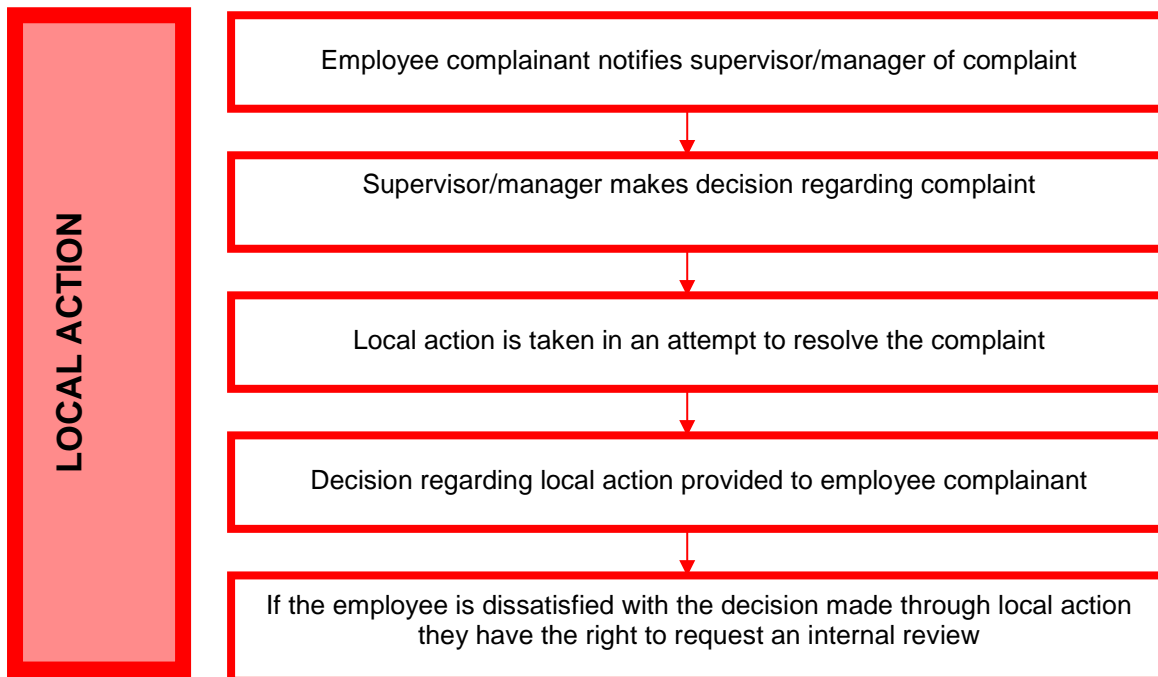 LOCAL ACTION
Employee complainant notifies supervisor/manager of complaint
Supervisor/manager makes decision regarding complaint
Local action is taken in an attempt to resolve the complaint
Decision regarding local action provided to employee complainant
If the employee is dissatisfied with the decision made through local action
they have the right to request an internal review